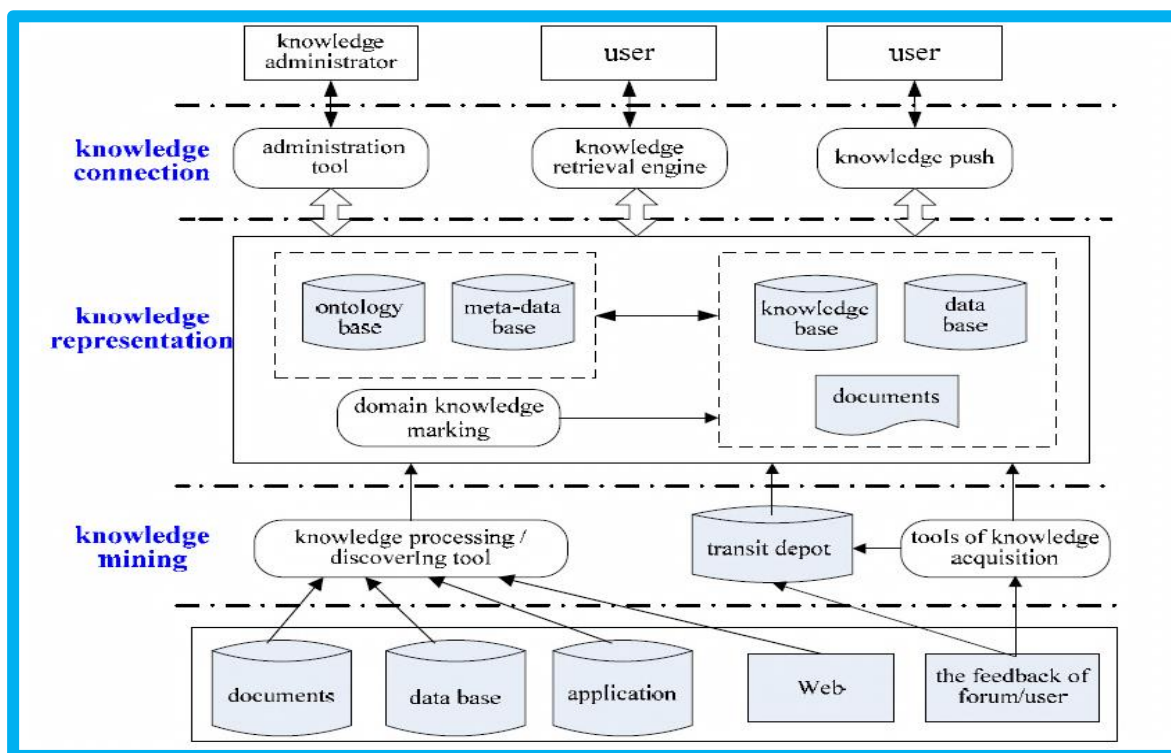 knowledge
administrator
user
user
knowledge
connection
administration
tool
knowledge
retrieval engine
knowledge push
knowledge
representation
ontology
base
meta-data
base
knowledge
base
data
base
domain knowledge
marking
documents
knowledge
mining
knowledge processing /
discovering tool
transit depot
tools of knowledge
acquisition
documents
data base
application
Web
the feedback of
forum/user